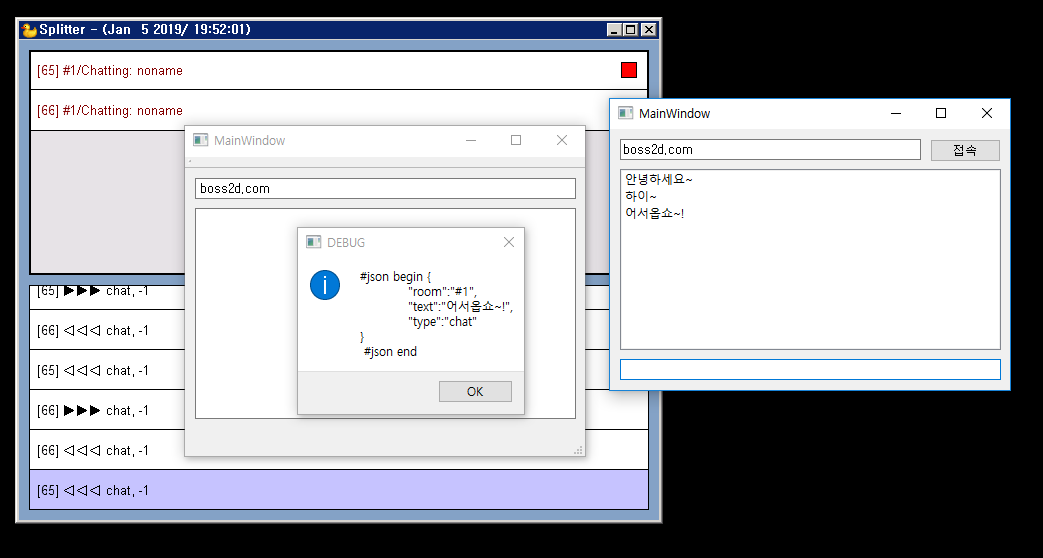 Splitter - (Jan  5 2019/ 19:52:01)
[65] #1/Chatting: noname
[66] #1/Chatting: noname
[65] ▶▶▶ chat, -1
[66] ◁◁◁ chat, -1
[65] ◁◁◁ chat, -1
[66] ▶▶▶ chat, -1
[66] ◁◁◁ chat, -1
[65] ◁◁◁ chat, -1
MainWindow
boss2d.com
DEBUG
#json begin {
"room":"#1",
"text":"어서옵쇼~!",
"type":"chat"
}
#json end
OK
MainWindow
boss2d.com
접속
안녕하세요~
하이~
어서옵쇼~!